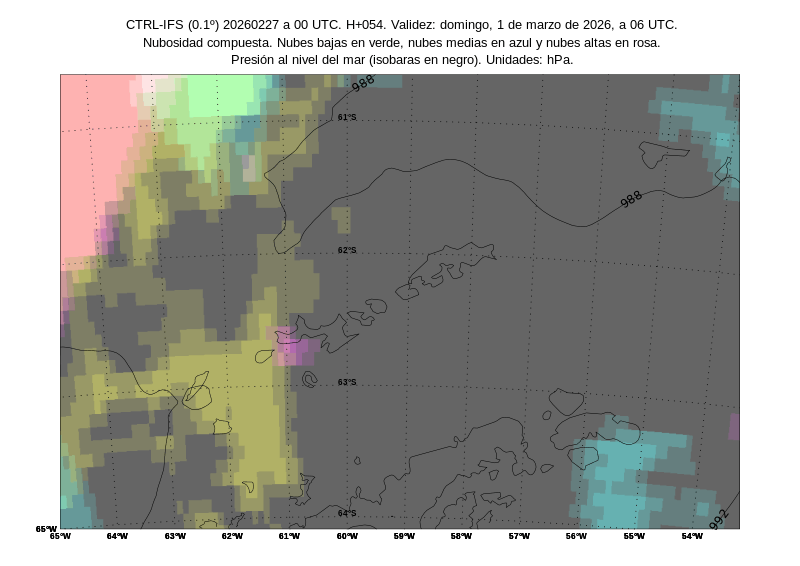 CTRL-IFS (0.1º) 20260227 a 00 UTC. H+054. Validez: domingo, 1 de marzo de 2026, a 06 UTC.
Nubosidad compuesta. Nubes bajas en verde, nubes medias en azul y nubes altas en rosa.
Presión al nivel del mar (isobaras en negro). Unidades: hPa.
988
61°S
988
62°S
63°S
64°S
992
65°W
65°W 64°W 63°W 62°W 61°W 60°W 59°W 58°W 57°W 56°W 55°W 54°W